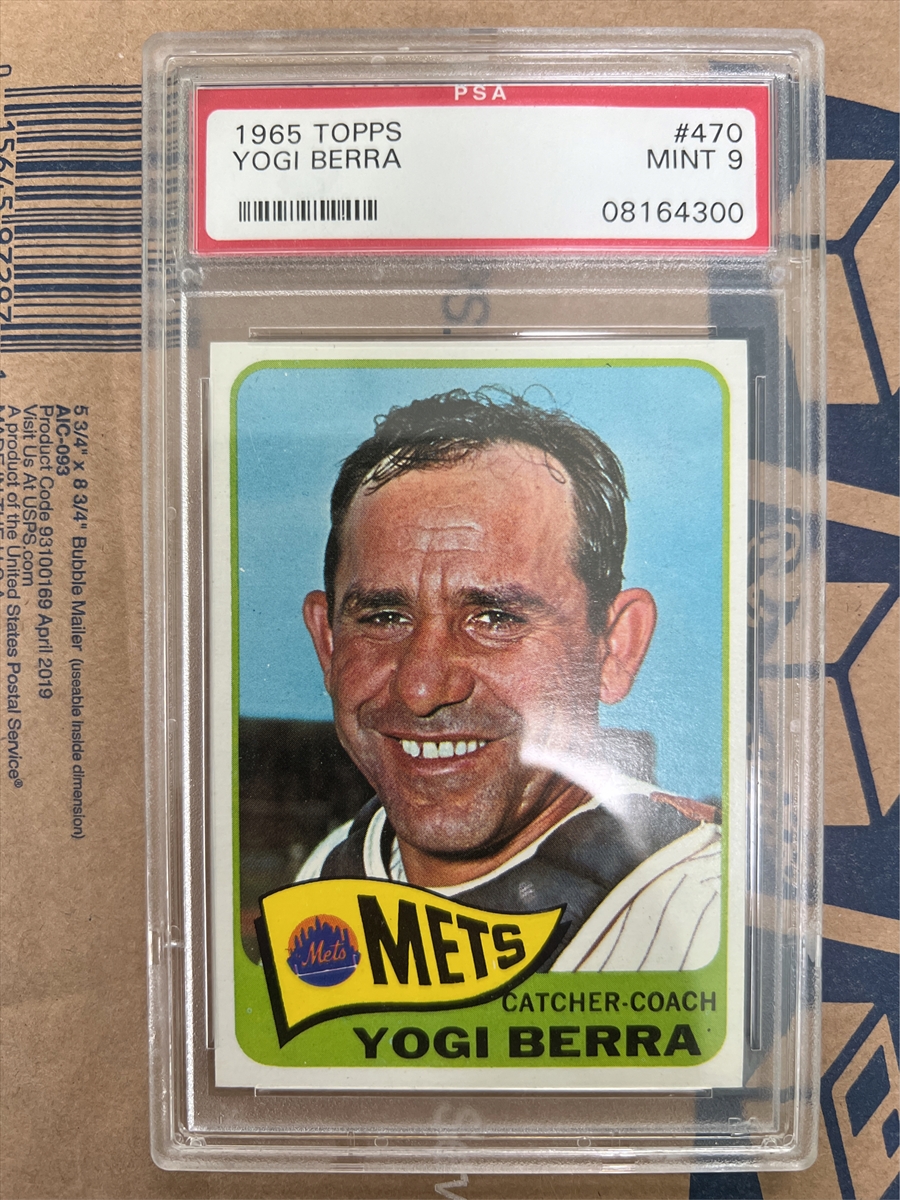 PSA
1965 TOPPS #470
YOGI BERRA MINT 9
08164300
Mets
METS
CATCHER-COACH
YOGI BERRA
5 3/4" x 8 3/4" Bubble Mailer (useable inside dimension)
AIC-093
Product Code 93100169 April 2019
Visit Us At USPS.com
A product of the United States Postal Service®